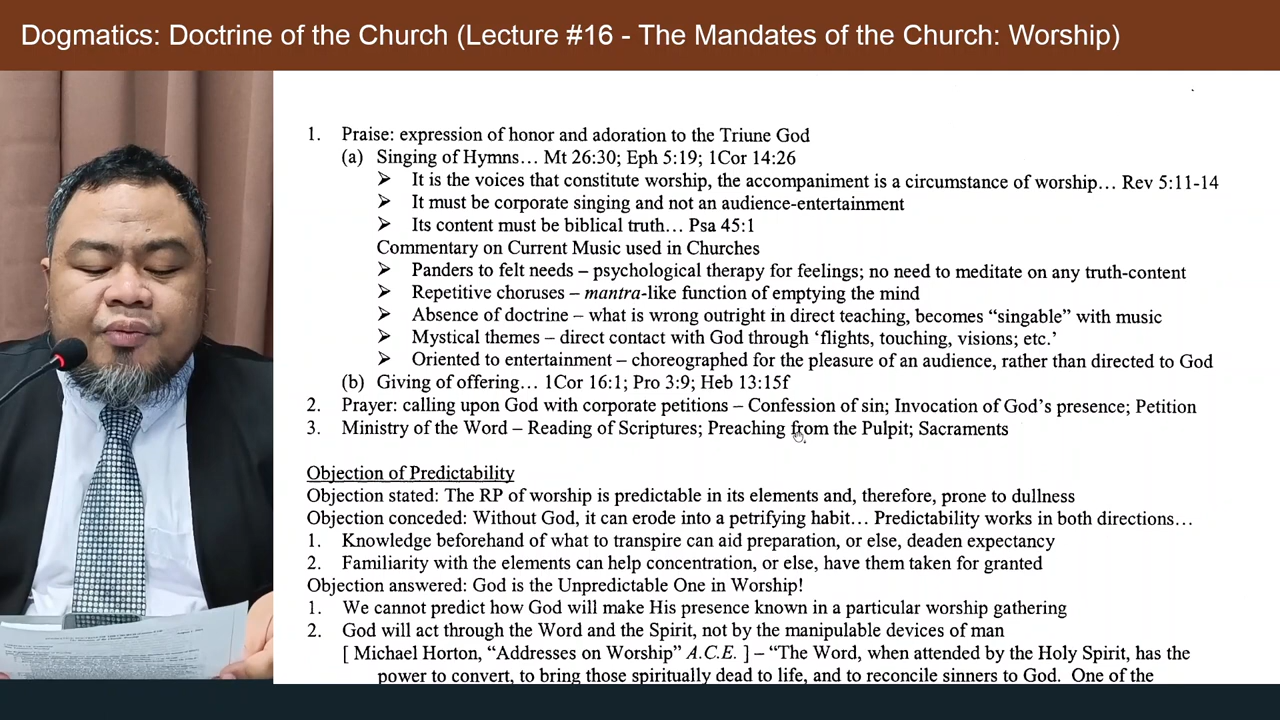 Dogmatics: Doctrine of the Church (Lecture #16 - The Mandates of the Church: Worship)
1. Praise: expression of honor and adoration to the Triune God
(a) Singing of Hymns… Mt 26:30; Eph 5:19; 1Cor 14:26
➢ It is the voices that constitute worship, the accompaniment is a circumstance of worship… Rev 5:11-14
➢ It must be corporate singing and not an audience-entertainment
➢ Its content must be biblical truth… Psa 45:1
Commentary on Current Music used in Churches
➢ Panders to felt needs – psychological therapy for feelings; no need to meditate on any truth-content
➢ Repetitive choruses – mantra-like function of emptying the mind
➢ Absence of doctrine – what is wrong outright in direct teaching, becomes “singable” with music
➢ Mystical themes – direct contact with God through ‘flights, touching, visions; etc.’
➢ Oriented to entertainment – choreographed for the pleasure of an audience, rather than directed to God
(b) Giving of offering… 1Cor 16:1; Pro 3:9; Heb 13:15f
2. Prayer: calling upon God with corporate petitions – Confession of sin; Invocation of God’s presence; Petition
3. Ministry of the Word – Reading of Scriptures; Preaching from the Pulpit; Sacraments
Objection of Predictability
Objection stated: The RP of worship is predictable in its elements and, therefore, prone to dullness
Objection conceded: Without God, it can erode into a petrifying habit… Predictability works in both directions…
1. Knowledge beforehand of what to transpire can aid preparation, or else, deaden expectancy
2. Familiarity with the elements can help concentration, or else, have them taken for granted
Objection answered: God is the Unpredictable One in Worship!
1. We cannot predict how God will make His presence known in a particular worship gathering
2. God will act through the Word and the Spirit, not by the manipulable devices of man
[ Michael Horton, “Addresses on Worship” A.C.E. ] – “The Word, when attended by the Holy Spirit, has the
power to convert, to bring those spiritually dead to life, and to reconcile sinners to God. One of the